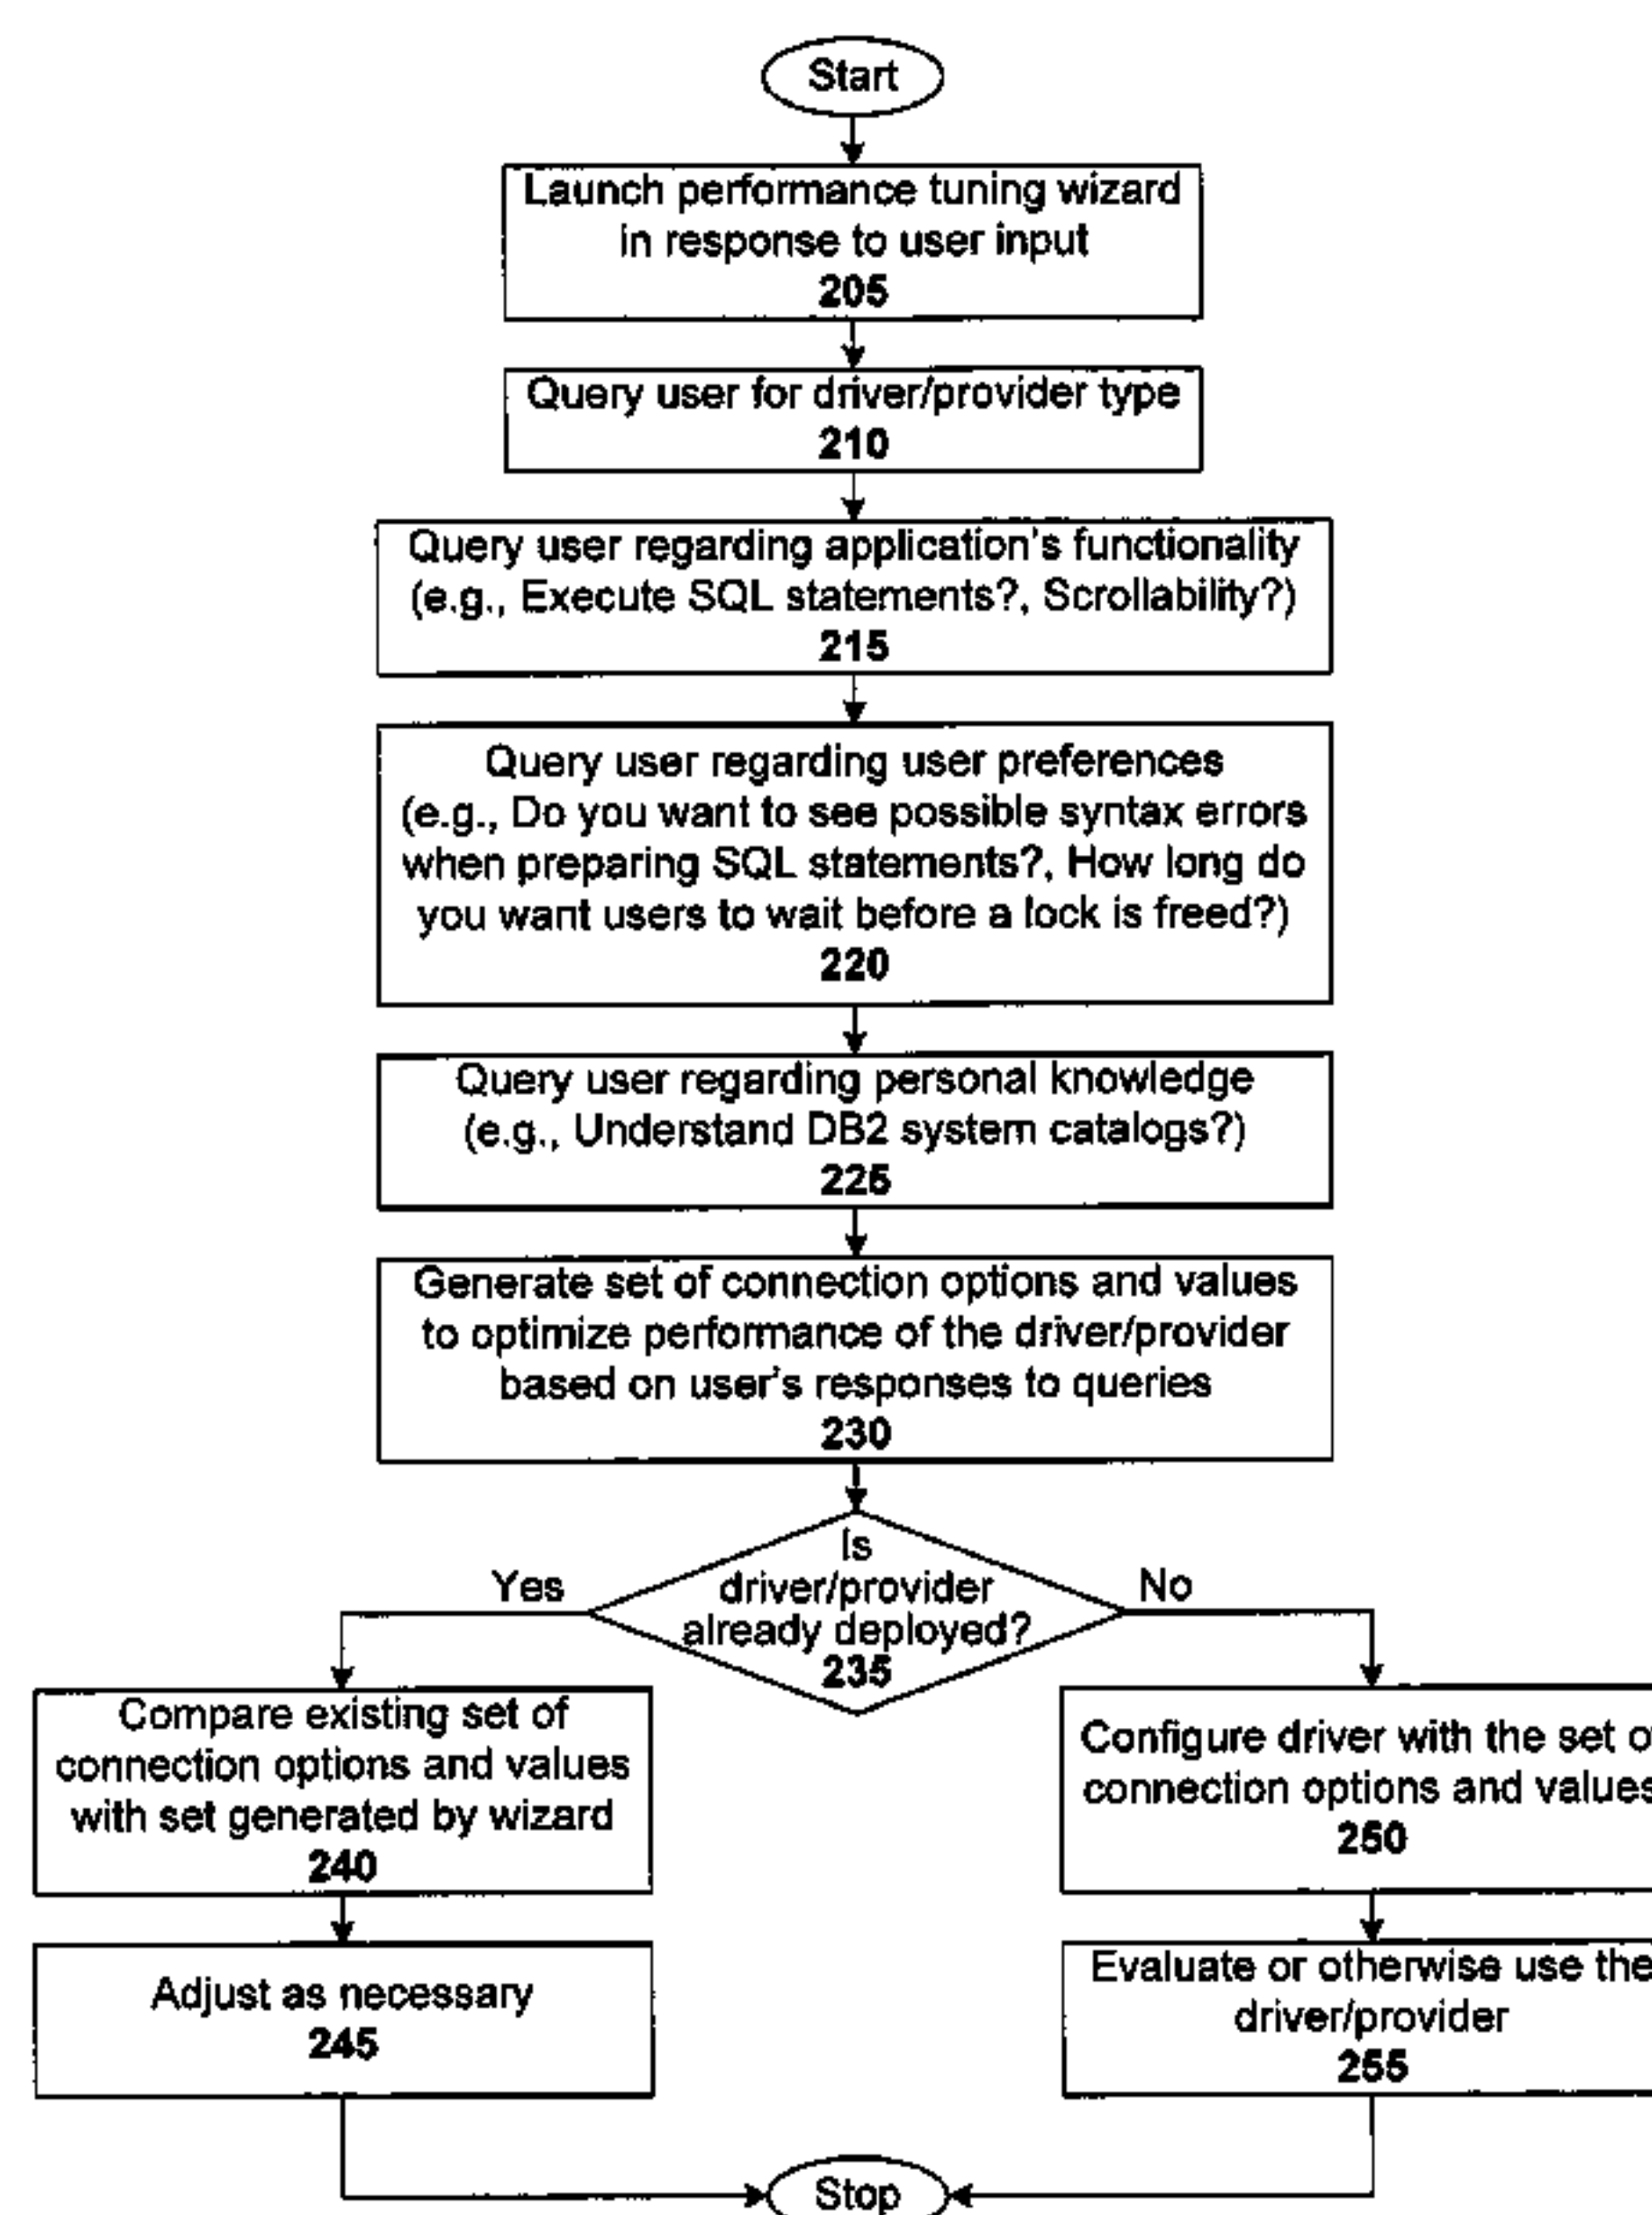 Start
Launch performance tuning wizard
in response to user input
205
Query user for driver/provider type
210
Query user regarding application's functionality
(e.g., Execute SQL statements?, Scrollability?)
215
Query user regarding user preferences
(e.g., Do you want to see possible syntax errors
when preparing SQL statements?, How long do
you want users to wait before a lock is freed?)
220
Query user regarding personal knowledge
(e.g., Understand DB2 system catalogs?)
225
Generate set of connection options and values
to optimize performance of the driver/provider
based on user's responses to queries
230
Is
driver/provider
already deployed?
235
Yes
No
Compare existing set of
connection options and values
with set generated by wizard
240
Adjust as necessary
245
Configure driver with the set o
connection options and values
250
Evaluate or otherwise use the
driver/provider
255
Stop